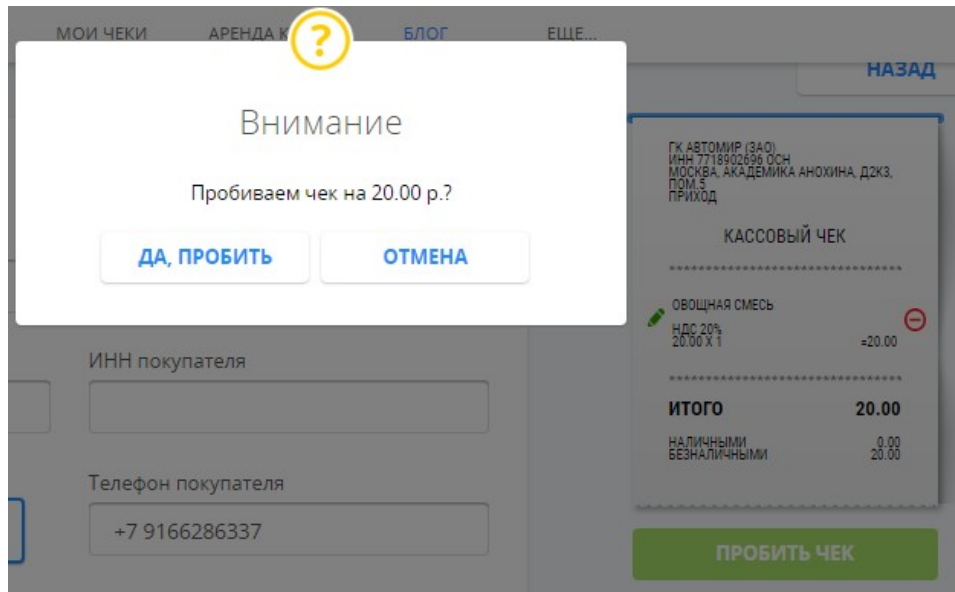 МОИ ЧЕКИ
БЛОГ
ЕЩЕ...
?
Внимание
Пробиваем чек на 20.00 р.?
ДА, ПРОБИТЬ
ОТМЕНА
АРЕНДА К
НАЗАД
ИНН покупателя
Телефон покупателя
+7 9166286337
ГК АВТОМИР (ЗАО)
ИНН 7718902696 ОСН
МОСКВА, АКАДЕМИКА АНОХИНА, Д2К3,
ПОМ.5
ПРИХОД
КАССОВЫЙ ЧЕК
ОВОЩНАЯ СМЕСЬ
НДС 20%
20.00 X 1 =20.00
ИТОГО 20.00
НАЛИЧНЫМИ 0.00
БЕЗНАЛИЧНЫМИ 20.00
ПРОБИТЬ ЧЕК